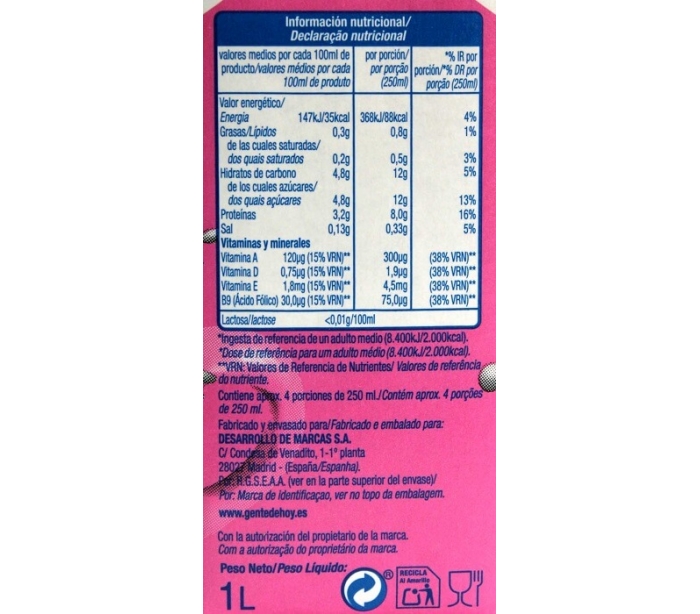 Información nutricional/
Declaração nutricional
valores medios por cada 100ml de producto/valores médios por cada 100ml de produto | por porción/por porção (250ml) | *% IR por porción/*% DR por porção (250ml)
Valor energético/
Energia 147kJ/35kcal 368kJ/88kcal 4%
Grasas/Lípidos 0,3g 0,8g 1%
de las cuales saturadas/
dos quais saturados 0,2g 0,5g 3%
Hidratos de carbono 4,8g 12g 5%
de los cuales azúcares/
dos quais açúcares 4,8g 12g 13%
Proteínas 3,2g 8,0g 16%
Sal 0,13g 0,33g 5%
Vitaminas y minerales
Vitamina A 120µg (15% VRN)** 300µg (38% VRN)**
Vitamina D 0,75µg (15% VRN)** 1,9µg (38% VRN)**
Vitamina E 1,8mg (15% VRN)** 4,5mg (38% VRN)**
B9 (Ácido Fólico) 30,0µg (15% VRN)** 75,0µg (38% VRN)**
Lactosa/lactose <0,01g/100ml
*Ingesta de referencia de un adulto medio (8.400kJ/2.000kcal).
*Dose de referência para um adulto médio (8.400kJ/2.000kcal).
**VRN: Valores de Referencia de Nutrientes/ Valores de referência
do nutriente.
Contiene aprox. 4 porciones de 250 ml./Contém aprox. 4 porções
de 250 ml.
Fabricado y envasado para/Fabricado e embalado para:
DESARROLLO DE MARCAS S.A.
C/ Condesa de Venadito, 1-1º planta
28027 Madrid - (España/Espanha).
Por: R.G.S.E.A.A. (ver en la parte superior del envase)/
Por: Marca de Identificaçao, ver no topo da embalagem.
www.gentedehoy.es
Con la autorización del propietario de la marca.
Com a autorização do proprietário da marca.
Peso Neto/Peso Líquido:
1L
®
RECICLA
Al Amarillo